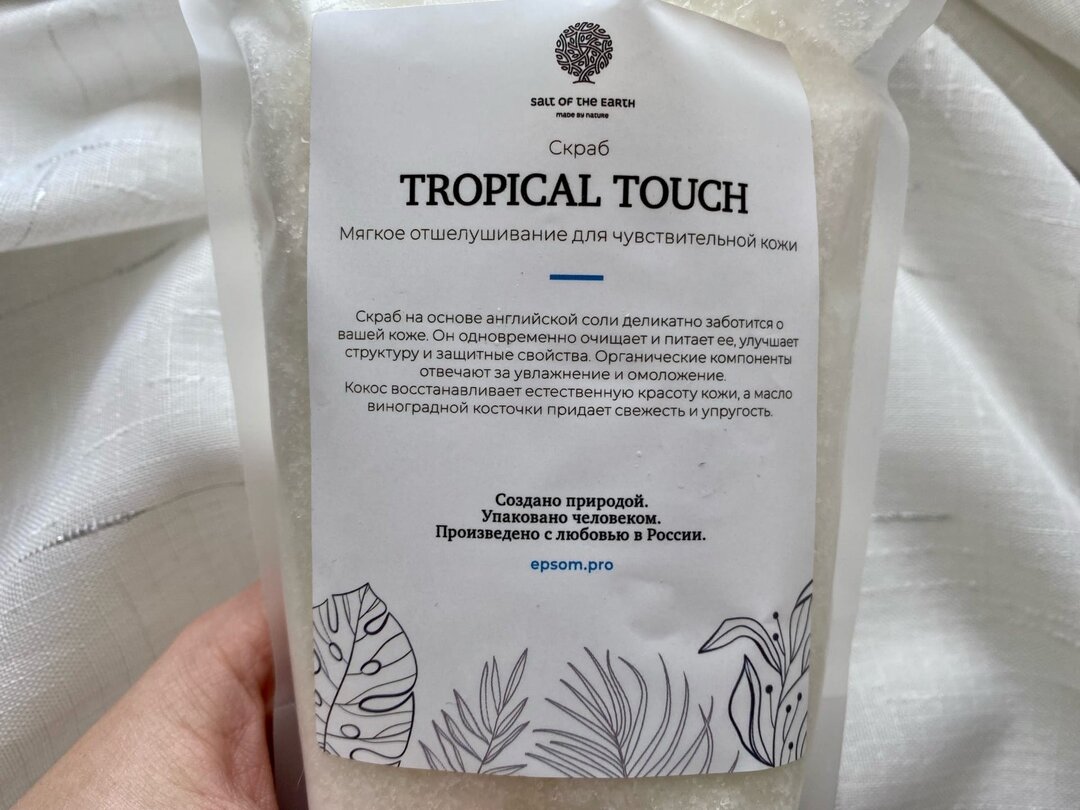 SALT OF THE EARTH
MADE BY NATURE
Скраб
TROPICAL TOUCH
Мягкое отшелушивание для чувствительной кожи
Скраб на основе английской соли деликатно заботится о
вашей коже. Он одновременно очищает и питает ее, улучшает
структуру и защитные свойства. Органические компоненты
отвечают за увлажнение и омоложение.
Кокос восстанавливает естественную красоту кожи, а масло
виноградной косточки придает свежесть и упругость.
Создано природой.
Упаковано человеком.
Произведено с любовью в России.
epsom.pro